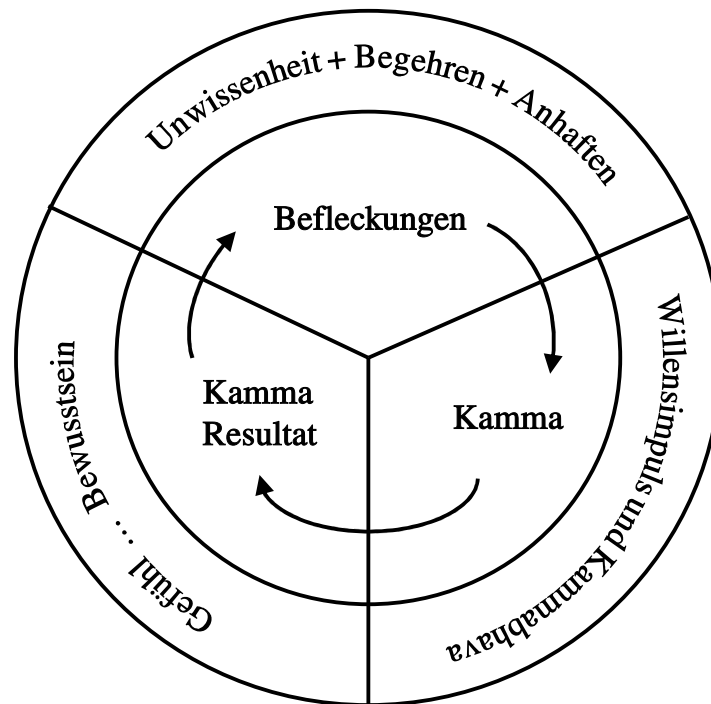 Unwissenheit + Begehren + Anhaften
Befleckungen
Willensimpuls und Kammabhava
Kamma
Kamma
Resultat
Gefühl ... Bewusstsein